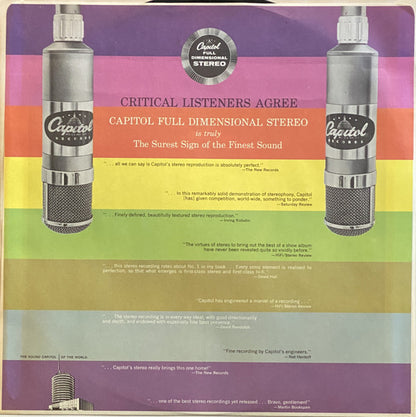 Capitol
FULL
DIMENSIONAL
STEREO
Capitol
RECORDS
Capitol
RECORDS
CRITICAL LISTENERS AGREE
CAPITOL FULL DIMENSIONAL STEREO
is truly
The Surest Sign of the Finest Sound
". . . all we can say is Capitol's stereo reproduction is absolutely perfect."
—The New Records
". . . In this remarkably solid demonstration of stereophony, Capitol
[has] given competition, world-wide, something to ponder."
—Saturday Review
". . . Finely defined, beautifully textured stereo reproduction."
—Irving Kolodin
"The virtues of stereo to bring out the best of a show album
have never been revealed quite so vividly before."
—HiFi/Stereo Review
". . . this stereo recording rates about No. 1 in my book . . . Every sonic element is realized to
perfection, so that what emerges is first-class stereo and first-class hi-fi."
—David Hall
"Capitol has engineered a marvel of a recording . . ."
—HiFi Stereo Review
". . . The stereo recording is in every way ideal, with good directionality
and depth, and endowed with especially fine bass presence."
—David Randolph
"Fine recording by Capitol's engineers."
—Nat Hentoff
THE SOUND CAPITOL OF THE WORLD
". . . Capitol's stereo really brings this one home!"
—The New Records
". . . one of the best stereo recordings yet released . . . Bravo, gentlemen!"
—Martin Bookspan